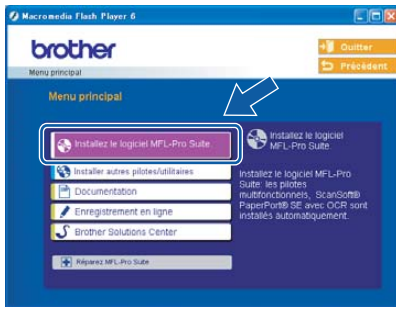 Macromedia Flash Player 6
brother
Quitter
Précédent
Menu principal
Menu principal
Installez le logiciel MFL-Pro Suite.
Installer autres pilotes/utilitaires
Documentation
Enregistrement en ligne
Brother Solutions Center
Réparez MFL-Pro Suite
Installez le logiciel
MFL-Pro Suite.
Installez le logiciel MFL-Pro
Suite: les pilotes
multifonctionnels, ScanSoft®
PaperPort® SE avec OCR sont
installés automatiquement.